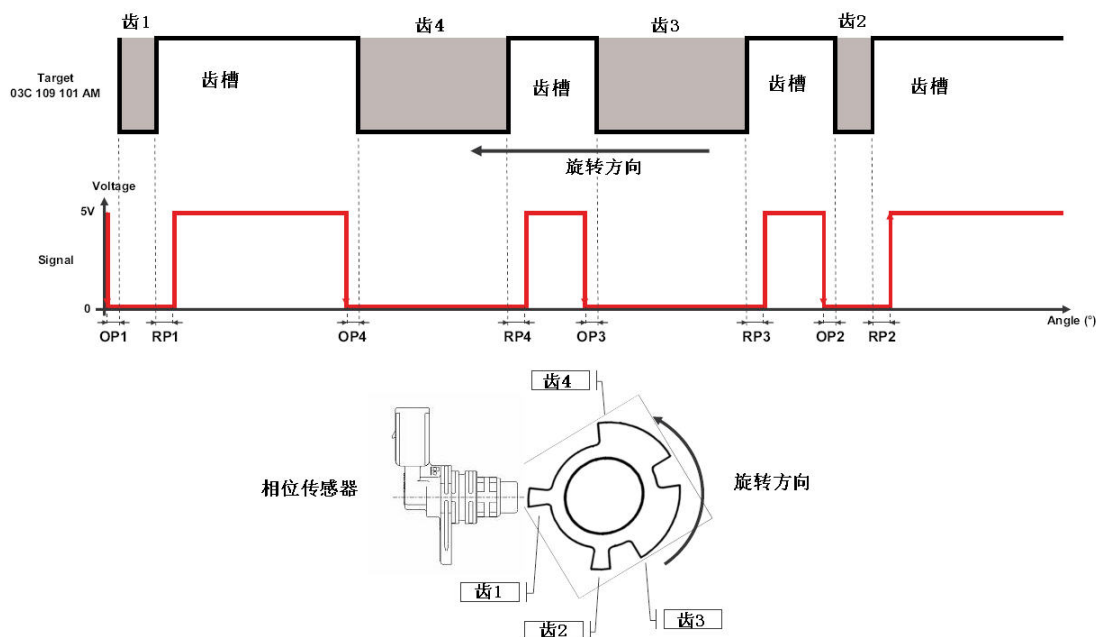 齿1
齿4
齿3
齿2
Target
03C 109 101 AM
齿槽
齿槽
齿槽
齿槽
旋转方向
Voltage
5V
Signal
0
OP1
RP1
OP4
RP4
OP3
RP3
OP2
RP2
Angle (°)
齿4
相位传感器
旋转方向
齿1
齿2
齿3